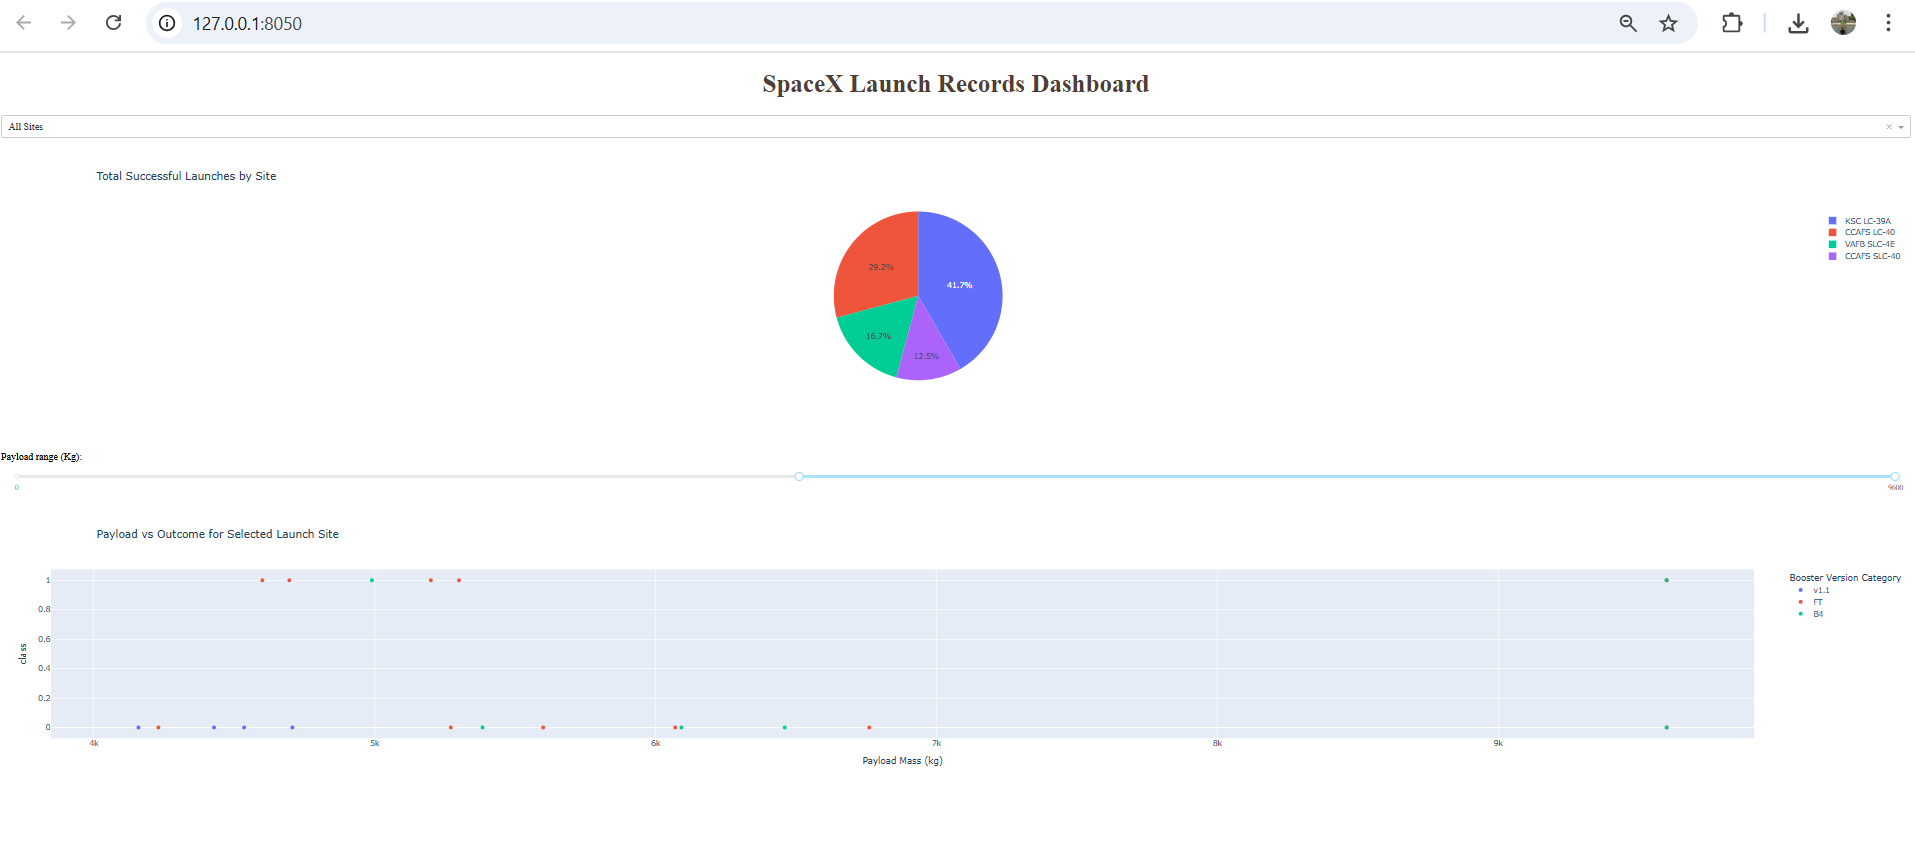 127.0.0.1:8050
SpaceX Launch Records Dashboard
All Sites
Total Successful Launches by Site
KSC LC-39A
CCAFS LC-40
VAFB SLC-4E
CCAFS SLC-40
29.2%
41.7%
16.7%
12.5%
Payload range (Kg):
0
9600
Payload vs Outcome for Selected Launch Site
Booster Version Category
v1.1
FT
B4
1
0.8
0.6
0.4
0.2
0
class
4k 5k 6k 7k 8k 9k
Payload Mass (kg)